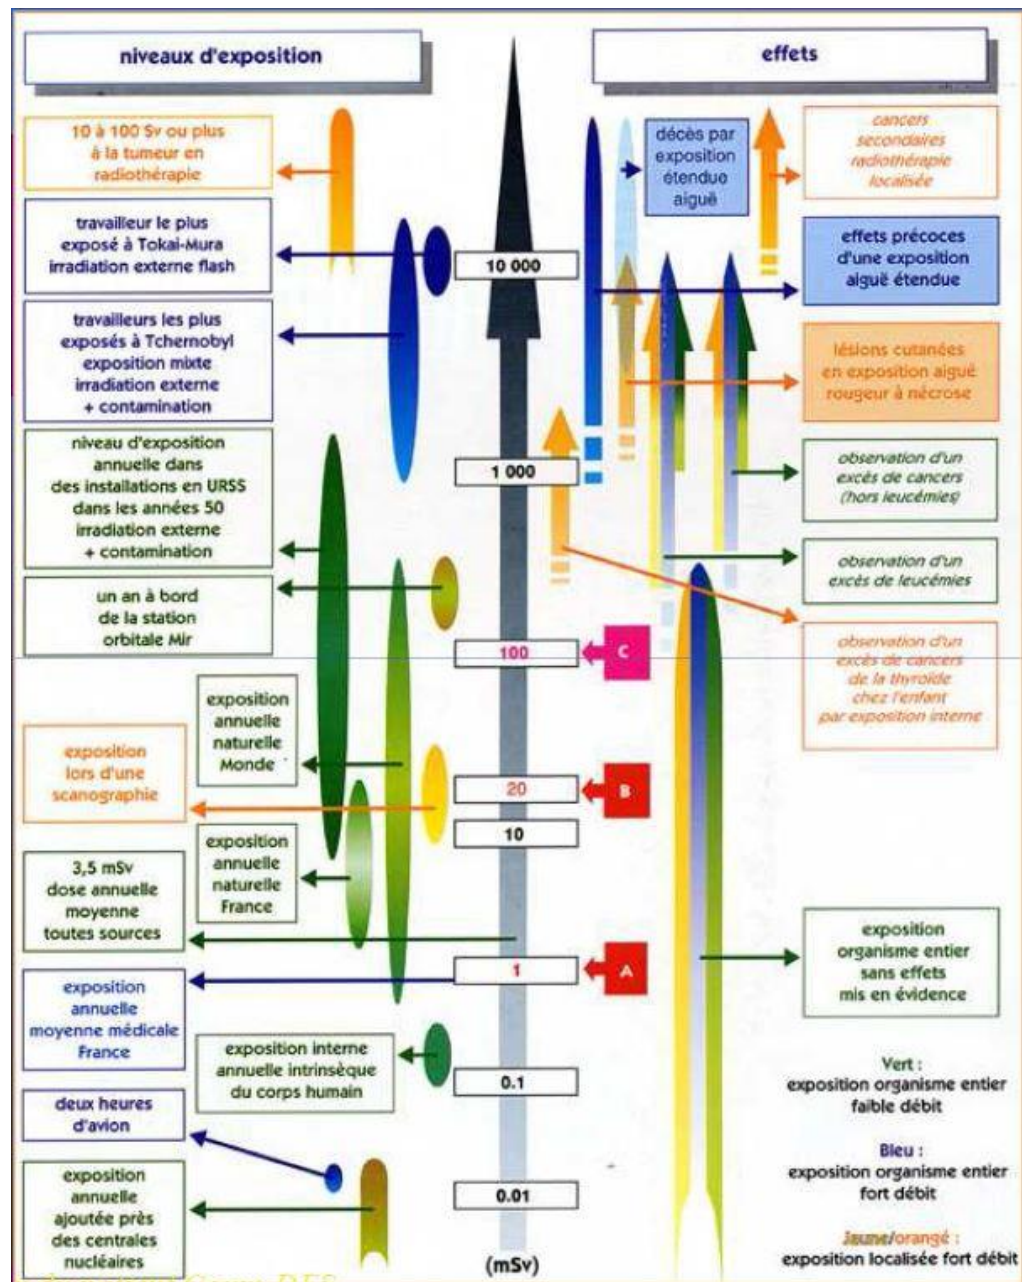 niveaux d'exposition
effets
10 à 100 Sv ou plus
à la tumeur en
radiothérapie
travailleur le plus
exposé à Tokai-Mura
irradiation externe flash
travailleurs les plus
exposés à Tchernobyl
exposition mixte
irradiation externe
+ contamination
niveau d'exposition
annuelle dans
des installations en URSS
dans les années 50
irradiation externe
+ contamination
un an à bord
de la station
orbitale Mir
exposition
annuelle
naturelle
Monde
exposition
lors d'une
scanographie
exposition
annuelle
naturelle
France
3,5 mSv
dose annuelle
moyenne
toutes sources
exposition
annuelle
moyenne médicale
France
exposition interne
annuelle intrinsèque
du corps humain
deux heures
d'avion
exposition
annuelle
ajoutée près
des centrales
nucléaires
10 000
1 000
100
20
10
1
0.1
0.01
(mSv)
C
B
A
décès par
exposition
étendue
aiguë
cancers
secondaires
radiothérapie
localisée
effets précoces
d'une exposition
aiguë étendue
lésions cutanées
en exposition aiguë
rougeur à nécrose
observation d'un
excés de cancers
(hors leucémies)
observation d'un
excés de leucémies
observation d'un
excés de cancers
de la thyroïde
chez l'enfant
par exposition interne
exposition
organisme entier
sans effets
mis en évidence
Vert :
exposition organisme entier
faible débit
Bleu :
exposition organisme entier
fort débit
Jaune/orangé :
exposition localisée fort débit